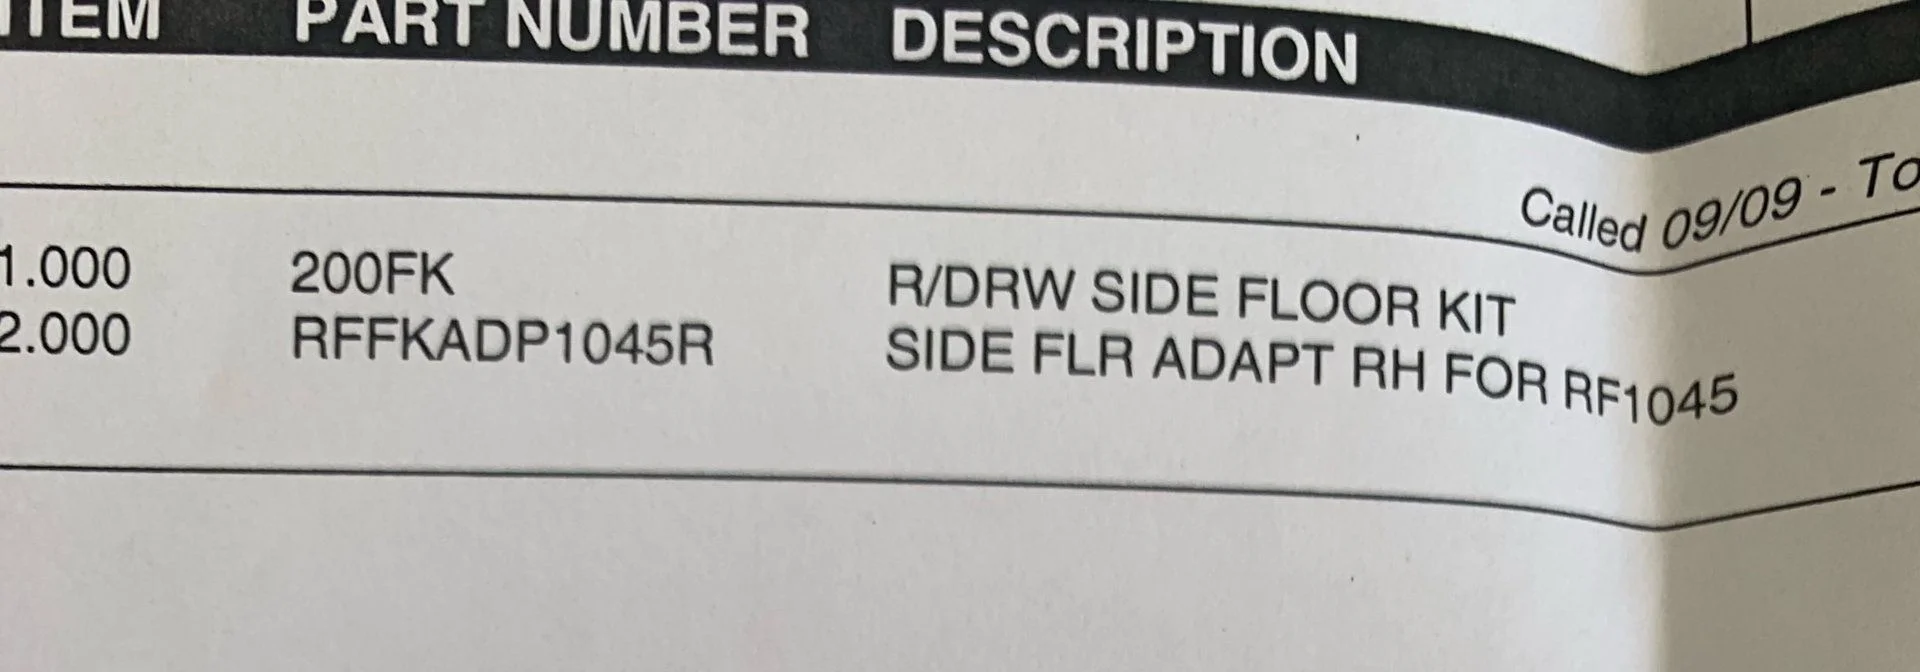 ITEM PART NUMBER DESCRIPTION
Called 09/09 - To
1.000 200FK R/DRW SIDE FLOOR KIT
2.000 RFFKADP1045R SIDE FLR ADAPT RH FOR RF1045